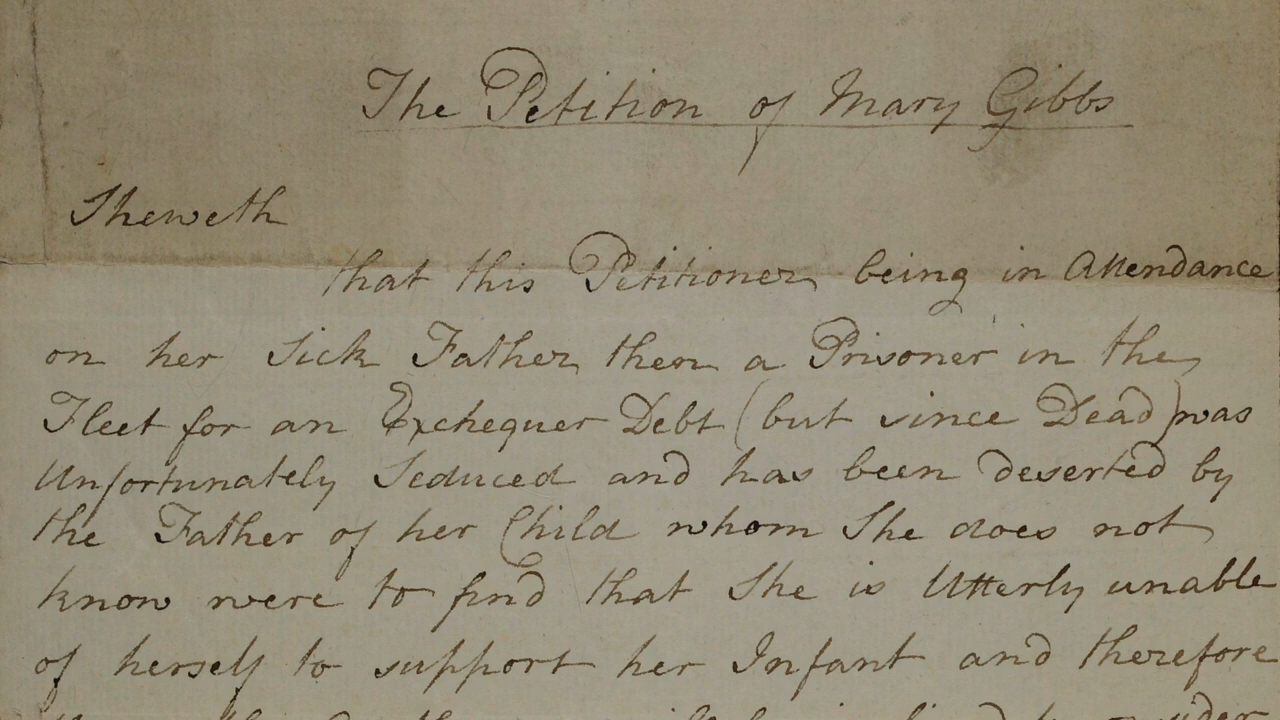 The Petition of Mary Gibbs
Sheweth
that this Petitioner being in Attendance
on her Sick Father then a Prisoner in the
Fleet for an Exchequer Debt (but since Dead) was
Unfortunately Seduced and has been deserted by
the Father of her Child whom She does not
know were to find that She is Utterly unable
of herself to support her Infant and therefore